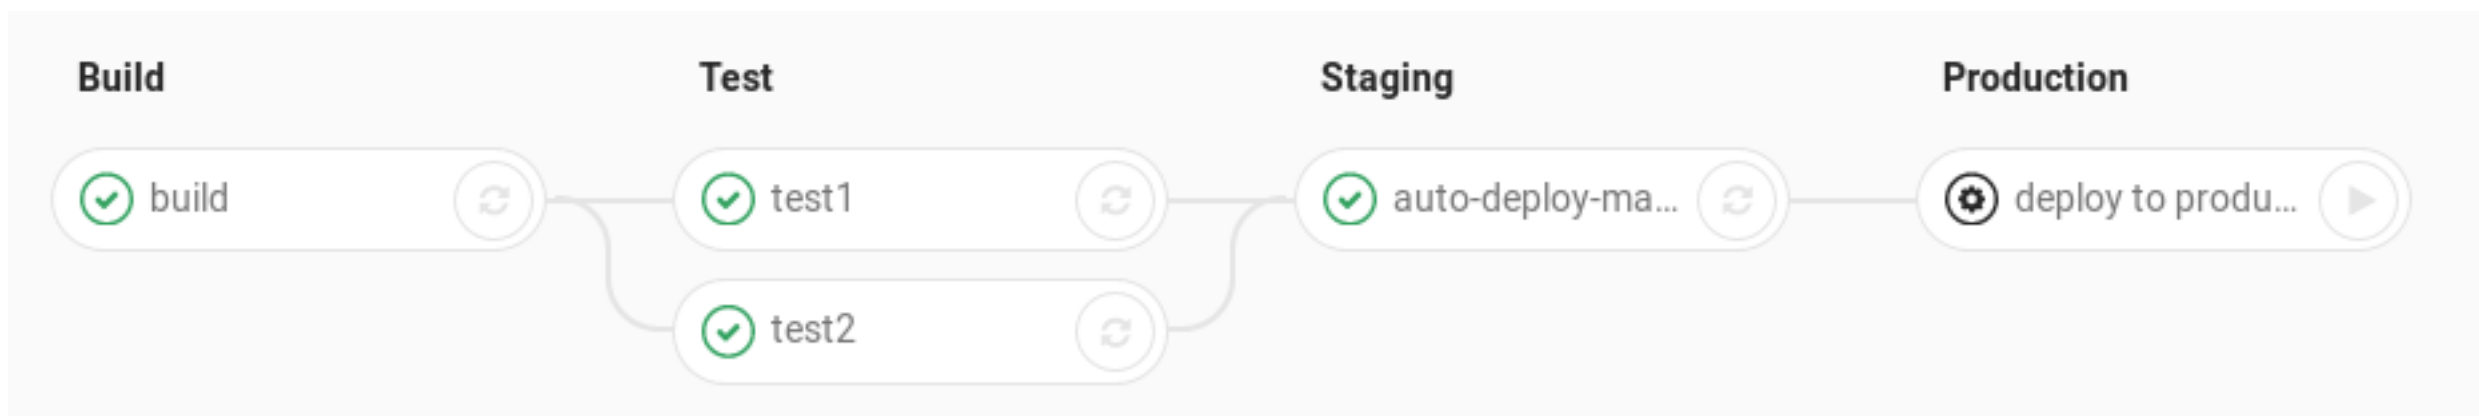 Build
Test
Staging
Production
build
test1
auto-deploy-ma...
deploy to produ...
test2